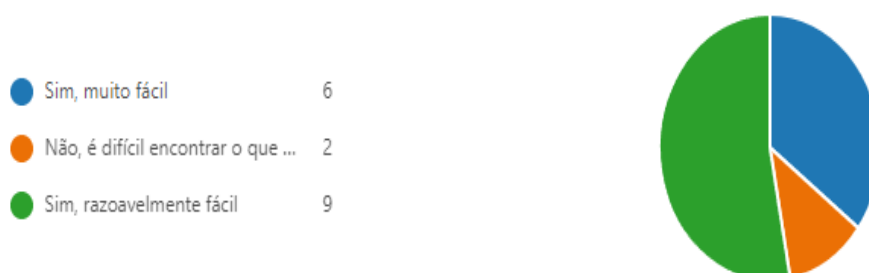 Sim, muito fácil 6
Não, é difícil encontrar o que ... 2
Sim, razoavelmente fácil 9